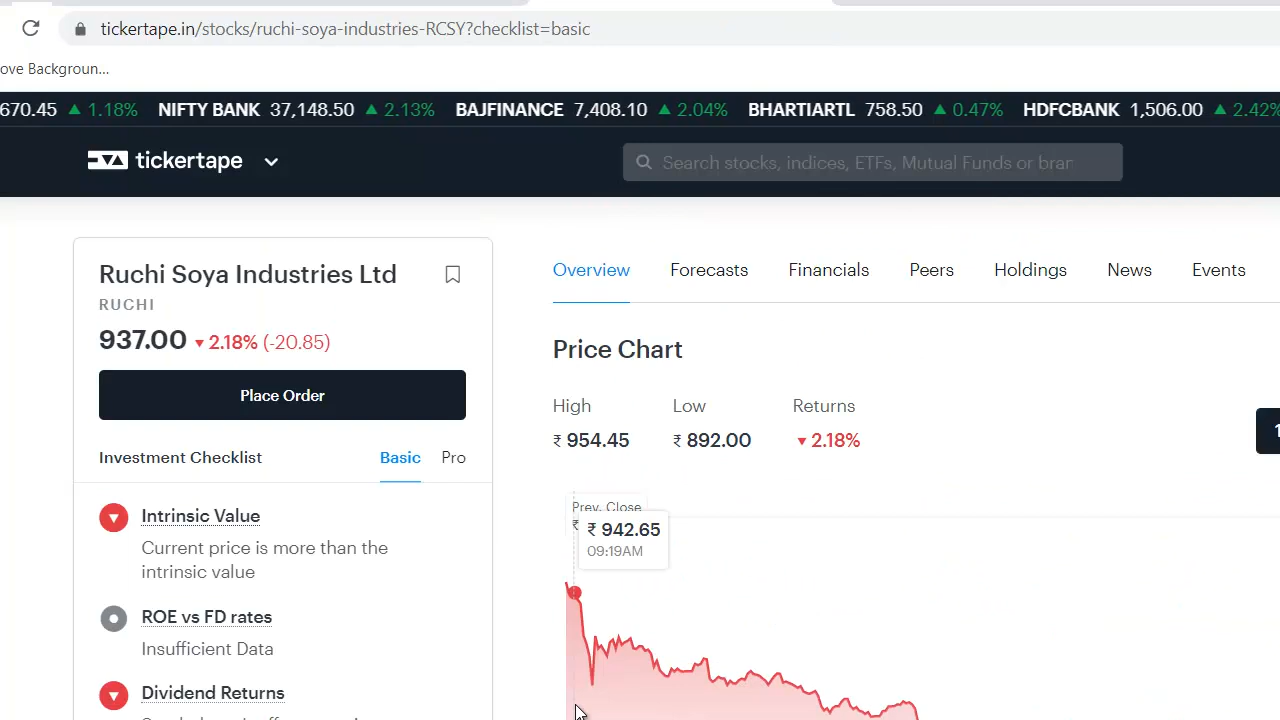 tickertape.in/stocks/ruchi-soya-industries-RCSY?checklist=basic
ove Backgroun...
670.45 ▲ 1.18% NIFTY BANK 37,148.50 ▲ 2.13% BAJFINANCE 7,408.10 ▲ 2.04% BHARTIARTL 758.50 ▲ 0.47% HDFCBANK 1,506.00 ▲ 2.42%
tickertape
Search stocks, indices, ETFs, Mutual Funds or bran
Ruchi Soya Industries Ltd
RUCHI
937.00 ▼ 2.18% (-20.85)
Place Order
Investment Checklist Basic Pro
Intrinsic Value
Current price is more than the
intrinsic value
ROE vs FD rates
Insufficient Data
Dividend Returns
Overview Forecasts Financials Peers Holdings News Events
Price Chart
High Low Returns
₹ 954.45 ₹ 892.00 ▼ 2.18%
Prev. Close
₹ ₹ 942.65
09:19AM